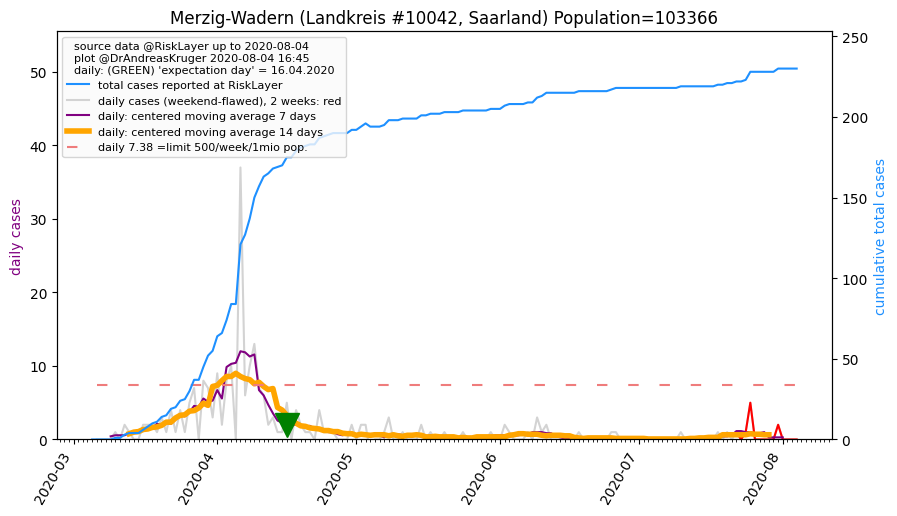 Merzig-Wadern (Landkreis #10042, Saarland) Population=103366
source data @RiskLayer up to 2020-08-04
plot @DrAndreasKruger 2020-08-04 16:45
daily: (GREEN) 'expectation day' = 16.04.2020
total cases reported at RiskLayer
daily cases (weekend-flawed), 2 weeks: red
daily: centered moving average 7 days
daily: centered moving average 14 days
daily 7.38 =limit 500/week/1mio pop.
daily cases
50
40
30
20
10
0
cumulative total cases
250
200
150
100
50
0
2020-03
2020-04
2020-05
2020-06
2020-07
2020-08